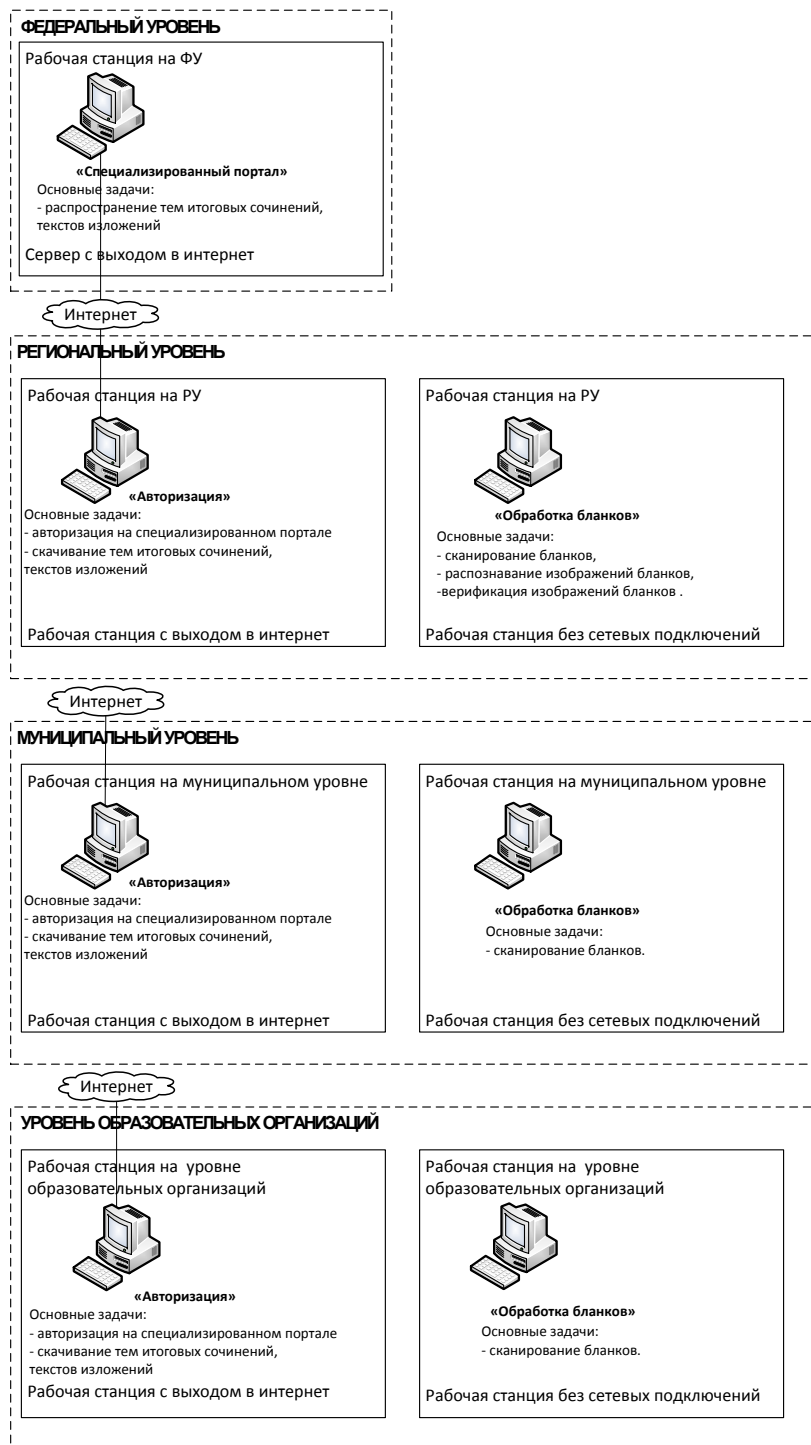 ФЕДЕРАЛЬНЫЙ УРОВЕНЬ
Рабочая станция на ФУ
«Специализированный портал»
Основные задачи:
- распространение тем итоговых сочинений,
текстов изложений
Сервер с выходом в интернет
Интернет
РЕГИОНАЛЬНЫЙ УРОВЕНЬ
Рабочая станция на РУ
«Авторизация»
Основные задачи:
- авторизация на специализированном портале
- скачивание тем итоговых сочинений,
текстов изложений
Рабочая станция с выходом в интернет
Рабочая станция на РУ
«Обработка бланков»
Основные задачи:
- сканирование бланков,
- распознавание изображений бланков,
-верификация изображений бланков .
Рабочая станция без сетевых подключений
Интернет
МУНИЦИПАЛЬНЫЙ УРОВЕНЬ
Рабочая станция на муниципальном уровне
«Авторизация»
Основные задачи:
- авторизация на специализированном портале
- скачивание тем итоговых сочинений,
текстов изложений
Рабочая станция с выходом в интернет
Рабочая станция на муниципальном уровне
«Обработка бланков»
Основные задачи:
- сканирование бланков.
Рабочая станция без сетевых подключений
Интернет
УРОВЕНЬ ОБРАЗОВАТЕЛЬНЫХ ОРГАНИЗАЦИЙ
Рабочая станция на уровне
образовательных организаций
«Авторизация»
Основные задачи:
- авторизация на специализированном портале
- скачивание тем итоговых сочинений,
текстов изложений
Рабочая станция с выходом в интернет
Рабочая станция на уровне
образовательных организаций
«Обработка бланков»
Основные задачи:
- сканирование бланков.
Рабочая станция без сетевых подключений